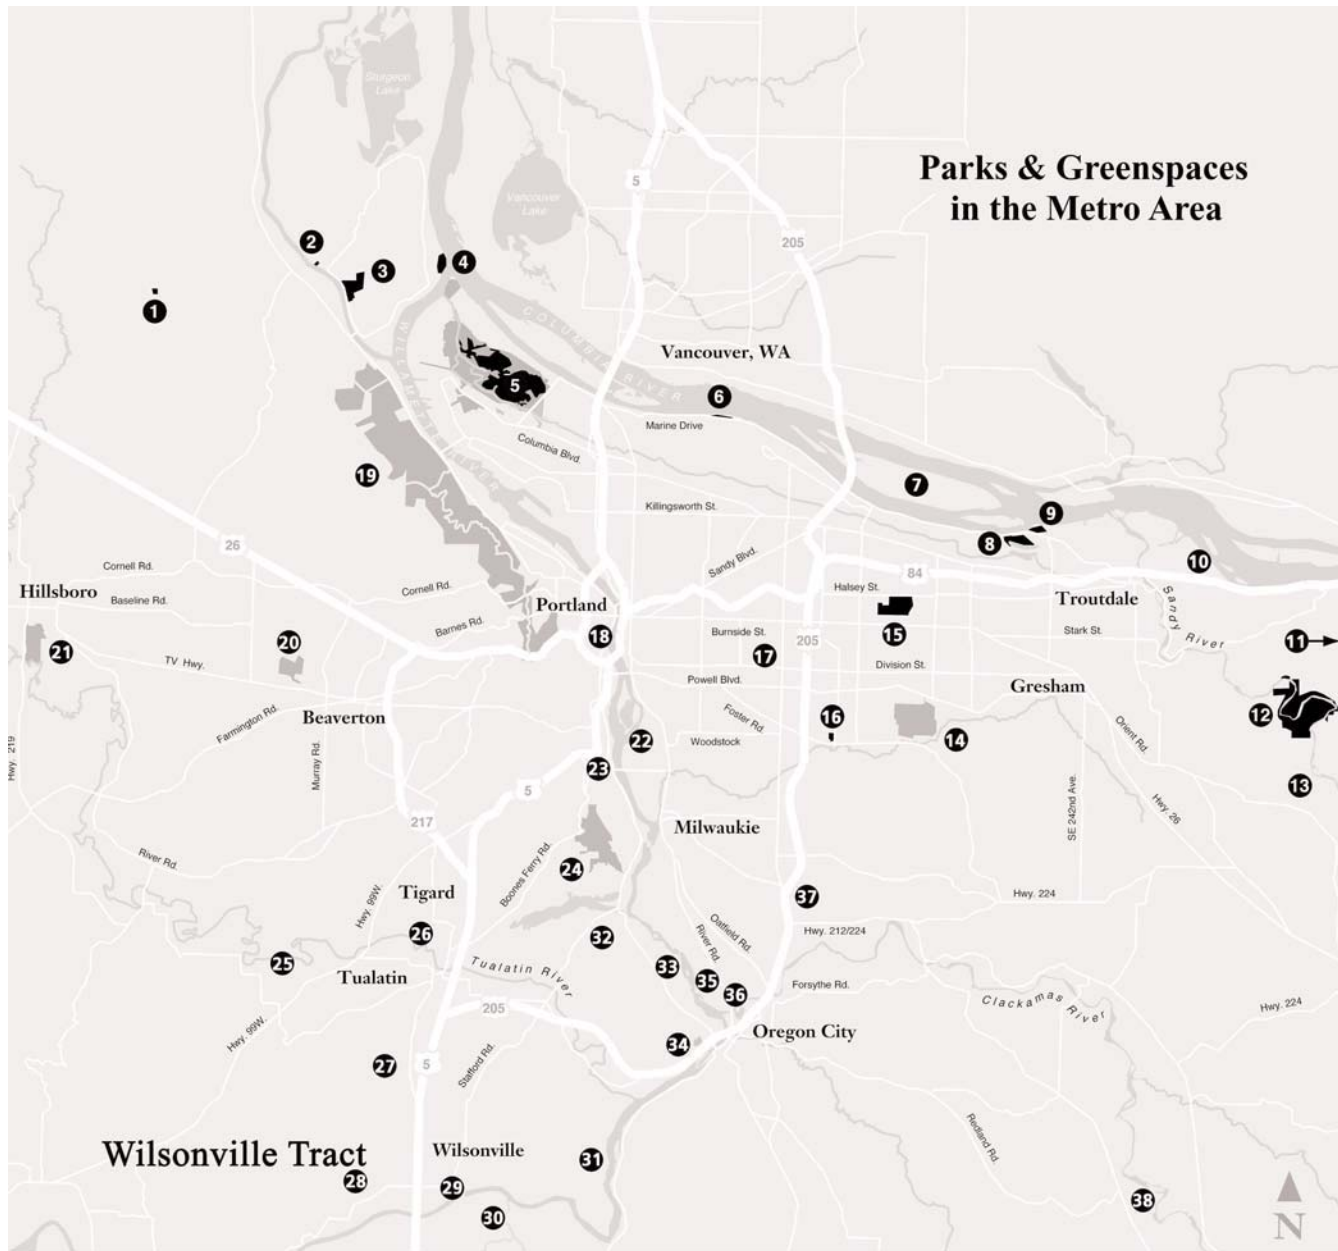 Sturgeon
Lake
Parks & Greenspaces
in the Metro Area
5
Vancouver
Lake
205
2
3
4
1
COLUMBIA RIVER
WILLAMETTE RIVER
Vancouver, WA
5
6
Marine Drive
Columbia Blvd.
19
7
Killingsworth St.
9
8
26
Sandy Blvd.
10
Cornell Rd.
84
Hillsboro
Baseline Rd.
Cornell Rd.
Halsey St.
Portland
Troutdale
Sandy River
Barnes Rd.
18
Burnside St.
205
15
Stark St.
11
20
21
TV Hwy.
17
Division St.
Powell Blvd.
Gresham
Farmington Rd.
Beaverton
Foster Rd.
16
12
Hwy. 219
Murray Rd.
22
Woodstock
14
Orient Rd.
23
13
5
SE 242nd Ave.
Hwy. 26
217
Milwaukie
River Rd.
Boones Ferry Rd.
24
Tigard
Hwy. 99W.
37
Hwy. 224
26
32
Oatfield Rd.
River Rd.
Hwy. 212/224
25
Tualatin
Tualatin River
33
35
36
Forsythe Rd.
Clackamas River
Hwy. 224
205
Hwy. 99W.
Oregon City
34
27
5
Stafford Rd.
Redland Rd.
Wilsonville Tract
Wilsonville
31
28
29
30
38
N